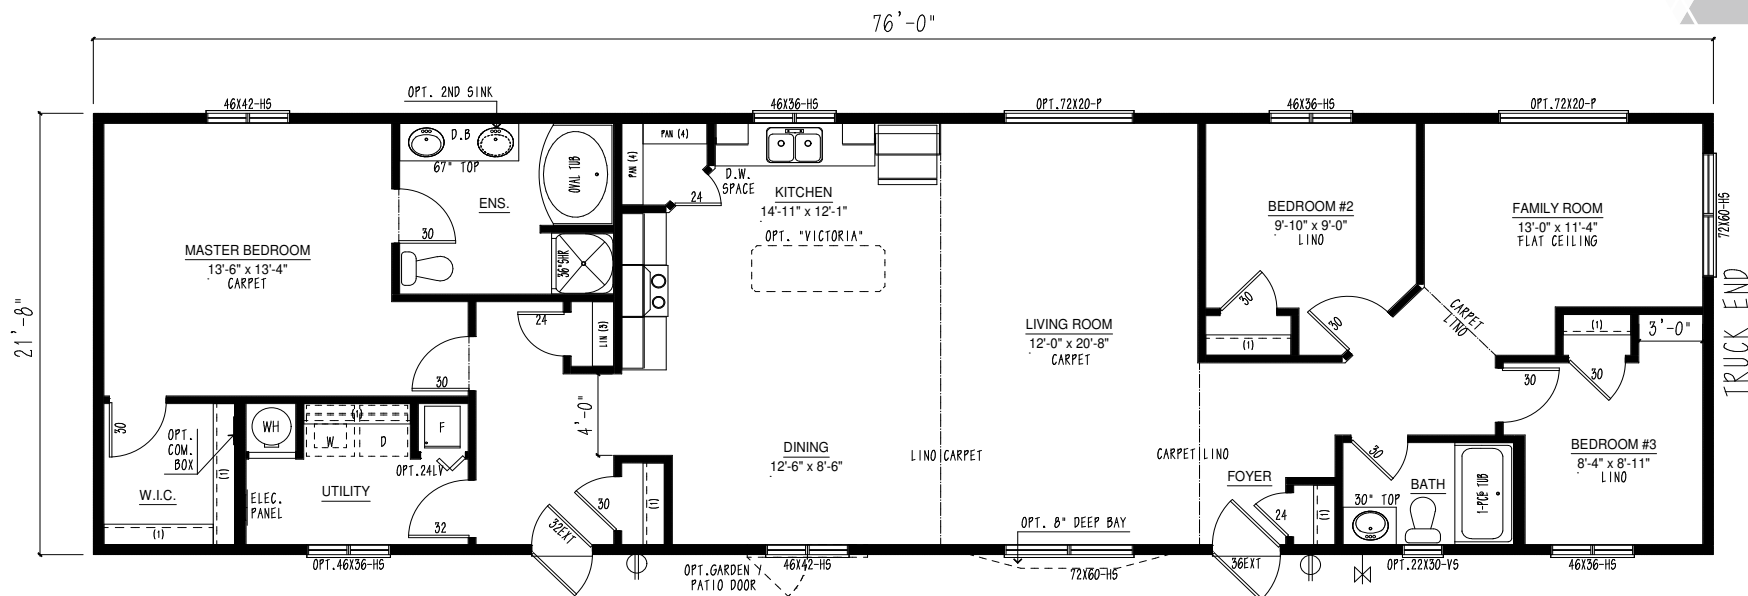 76'-0"
OPT. 2ND SINK
46X42-HS
46X36-HS
OPT.72X20-P
46X36-HS
OPT.72X20-P
D.B
67" TOP
OVAL TUB
PAN (4)
PAN (4)
D.W.
SPACE
24
KITCHEN
14'-11" x 12'-1"
OPT. "VICTORIA"
ENS.
30
36"SHR
MASTER BEDROOM
13'-6" x 13'-4"
CARPET
BEDROOM #2
9'-10" x 9'-0"
LINO
FAMILY ROOM
13'-0" x 11'-4"
FLAT CEILING
72X60-HS
TRUCK END
21'-8"
24
LIN (3)
30
LIVING ROOM
12'-0" x 20'-8"
CARPET
30
(1)
30
CARPET
LINO
(1)
3'-0"
30
30
30
OPT.
COM.
BOX
(1)
W.I.C.
(1)
WH
(1)
W
D
F
OPT.24LV
ELEC.
PANEL
UTILITY
32
4'-0"
DINING
12'-6" x 8'-6"
LINO CARPET
CARPET LINO
FOYER
BEDROOM #3
8'-4" x 8'-11"
LINO
30
(1)
32EXT
24
(1)
36EXT
30
BATH
30" TOP
1-PCE TUB
OPT. 8" DEEP BAY
OPT.46X36-HS
OPT.GARDEN
PATIO DOOR
46X42-HS
72X60-HS
OPT.22X30-VS
46X36-HS